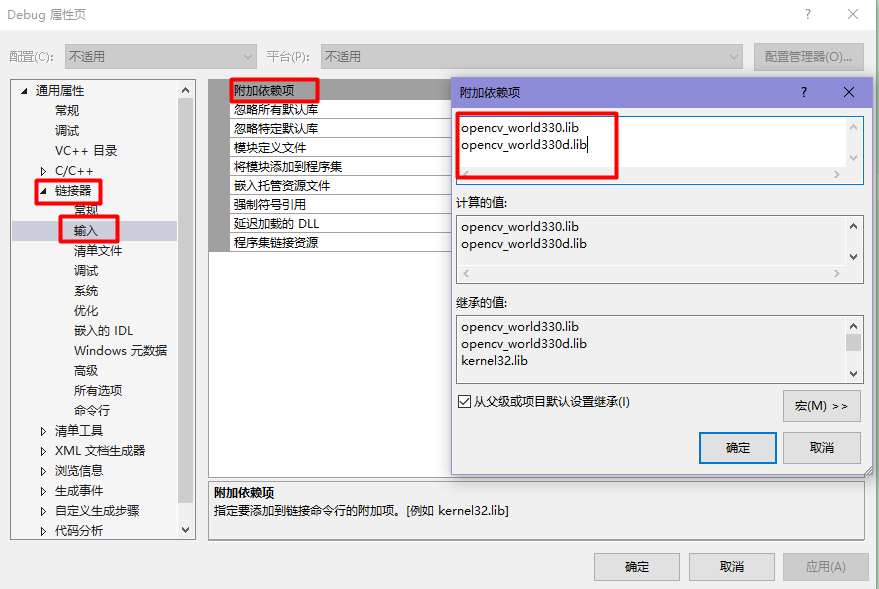 Debug 属性页
配置(C): 不适用 平台(P): 不适用 配置管理器(O)...
通用属性
常规
调试
VC++ 目录
C/C++
链接器
常规
输入
清单文件
调试
系统
优化
嵌入的 IDL
Windows 元数据
高级
所有选项
命令行
清单工具
XML 文档生成器
浏览信息
生成事件
自定义生成步骤
代码分析
附加依赖项
忽略所有默认库
忽略特定默认库
模块定义文件
将模块添加到程序集
嵌入托管资源文件
强制符号引用
延迟加载的 DLL
程序集链接资源
附加依赖项
opencv_world330.lib
opencv_world330d.lib
计算的值:
opencv_world330.lib
opencv_world330d.lib
继承的值:
opencv_world330.lib
opencv_world330d.lib
kernel32.lib
从父级或项目默认设置继承(I)
宏(M) >>
确定 取消
附加依赖项
指定要添加到链接命令行的附加项。[例如 kernel32.lib]
确定 取消 应用(A)